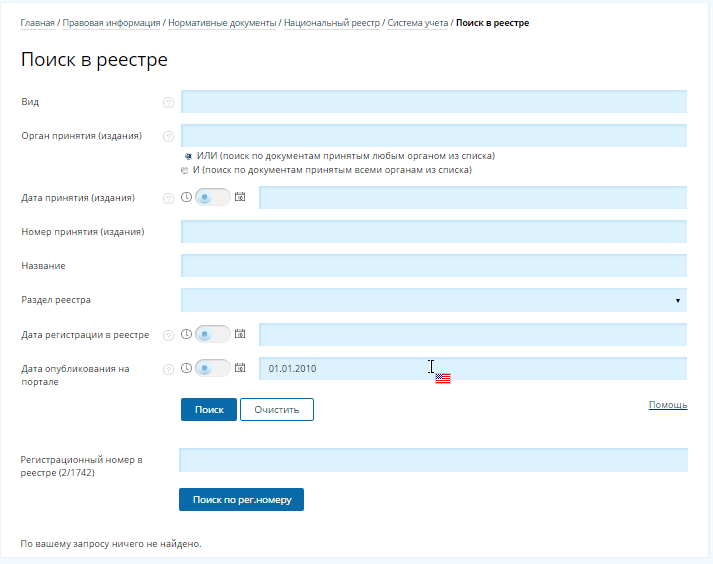 Главная / Правовая информация / Нормативные документы / Национальный реестр / Система учета / Поиск в реестре
Поиск в реестре
Вид ?
Орган принятия (издания) ?
ИЛИ (поиск по документам принятым любым органом из списка)
И (поиск по документам принятым всеми органам из списка)
Дата принятия (издания) ?
Номер принятия (издания)
Название
Раздел реестра
Дата регистрации в реестре ?
Дата опубликования на ? 01.01.2010
портале
Поиск Очистить Помощь
Регистрационный номер в
реестре (2/1742)
Поиск по рег.номеру
По вашему запросу ничего не найдено.